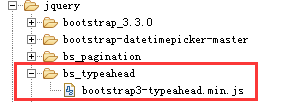 jquery
bootstrap_3.3.0
bootstrap-datetimepicker-master
bs_pagination
bs_typeahead
bootstrap3-typeahead.min.js